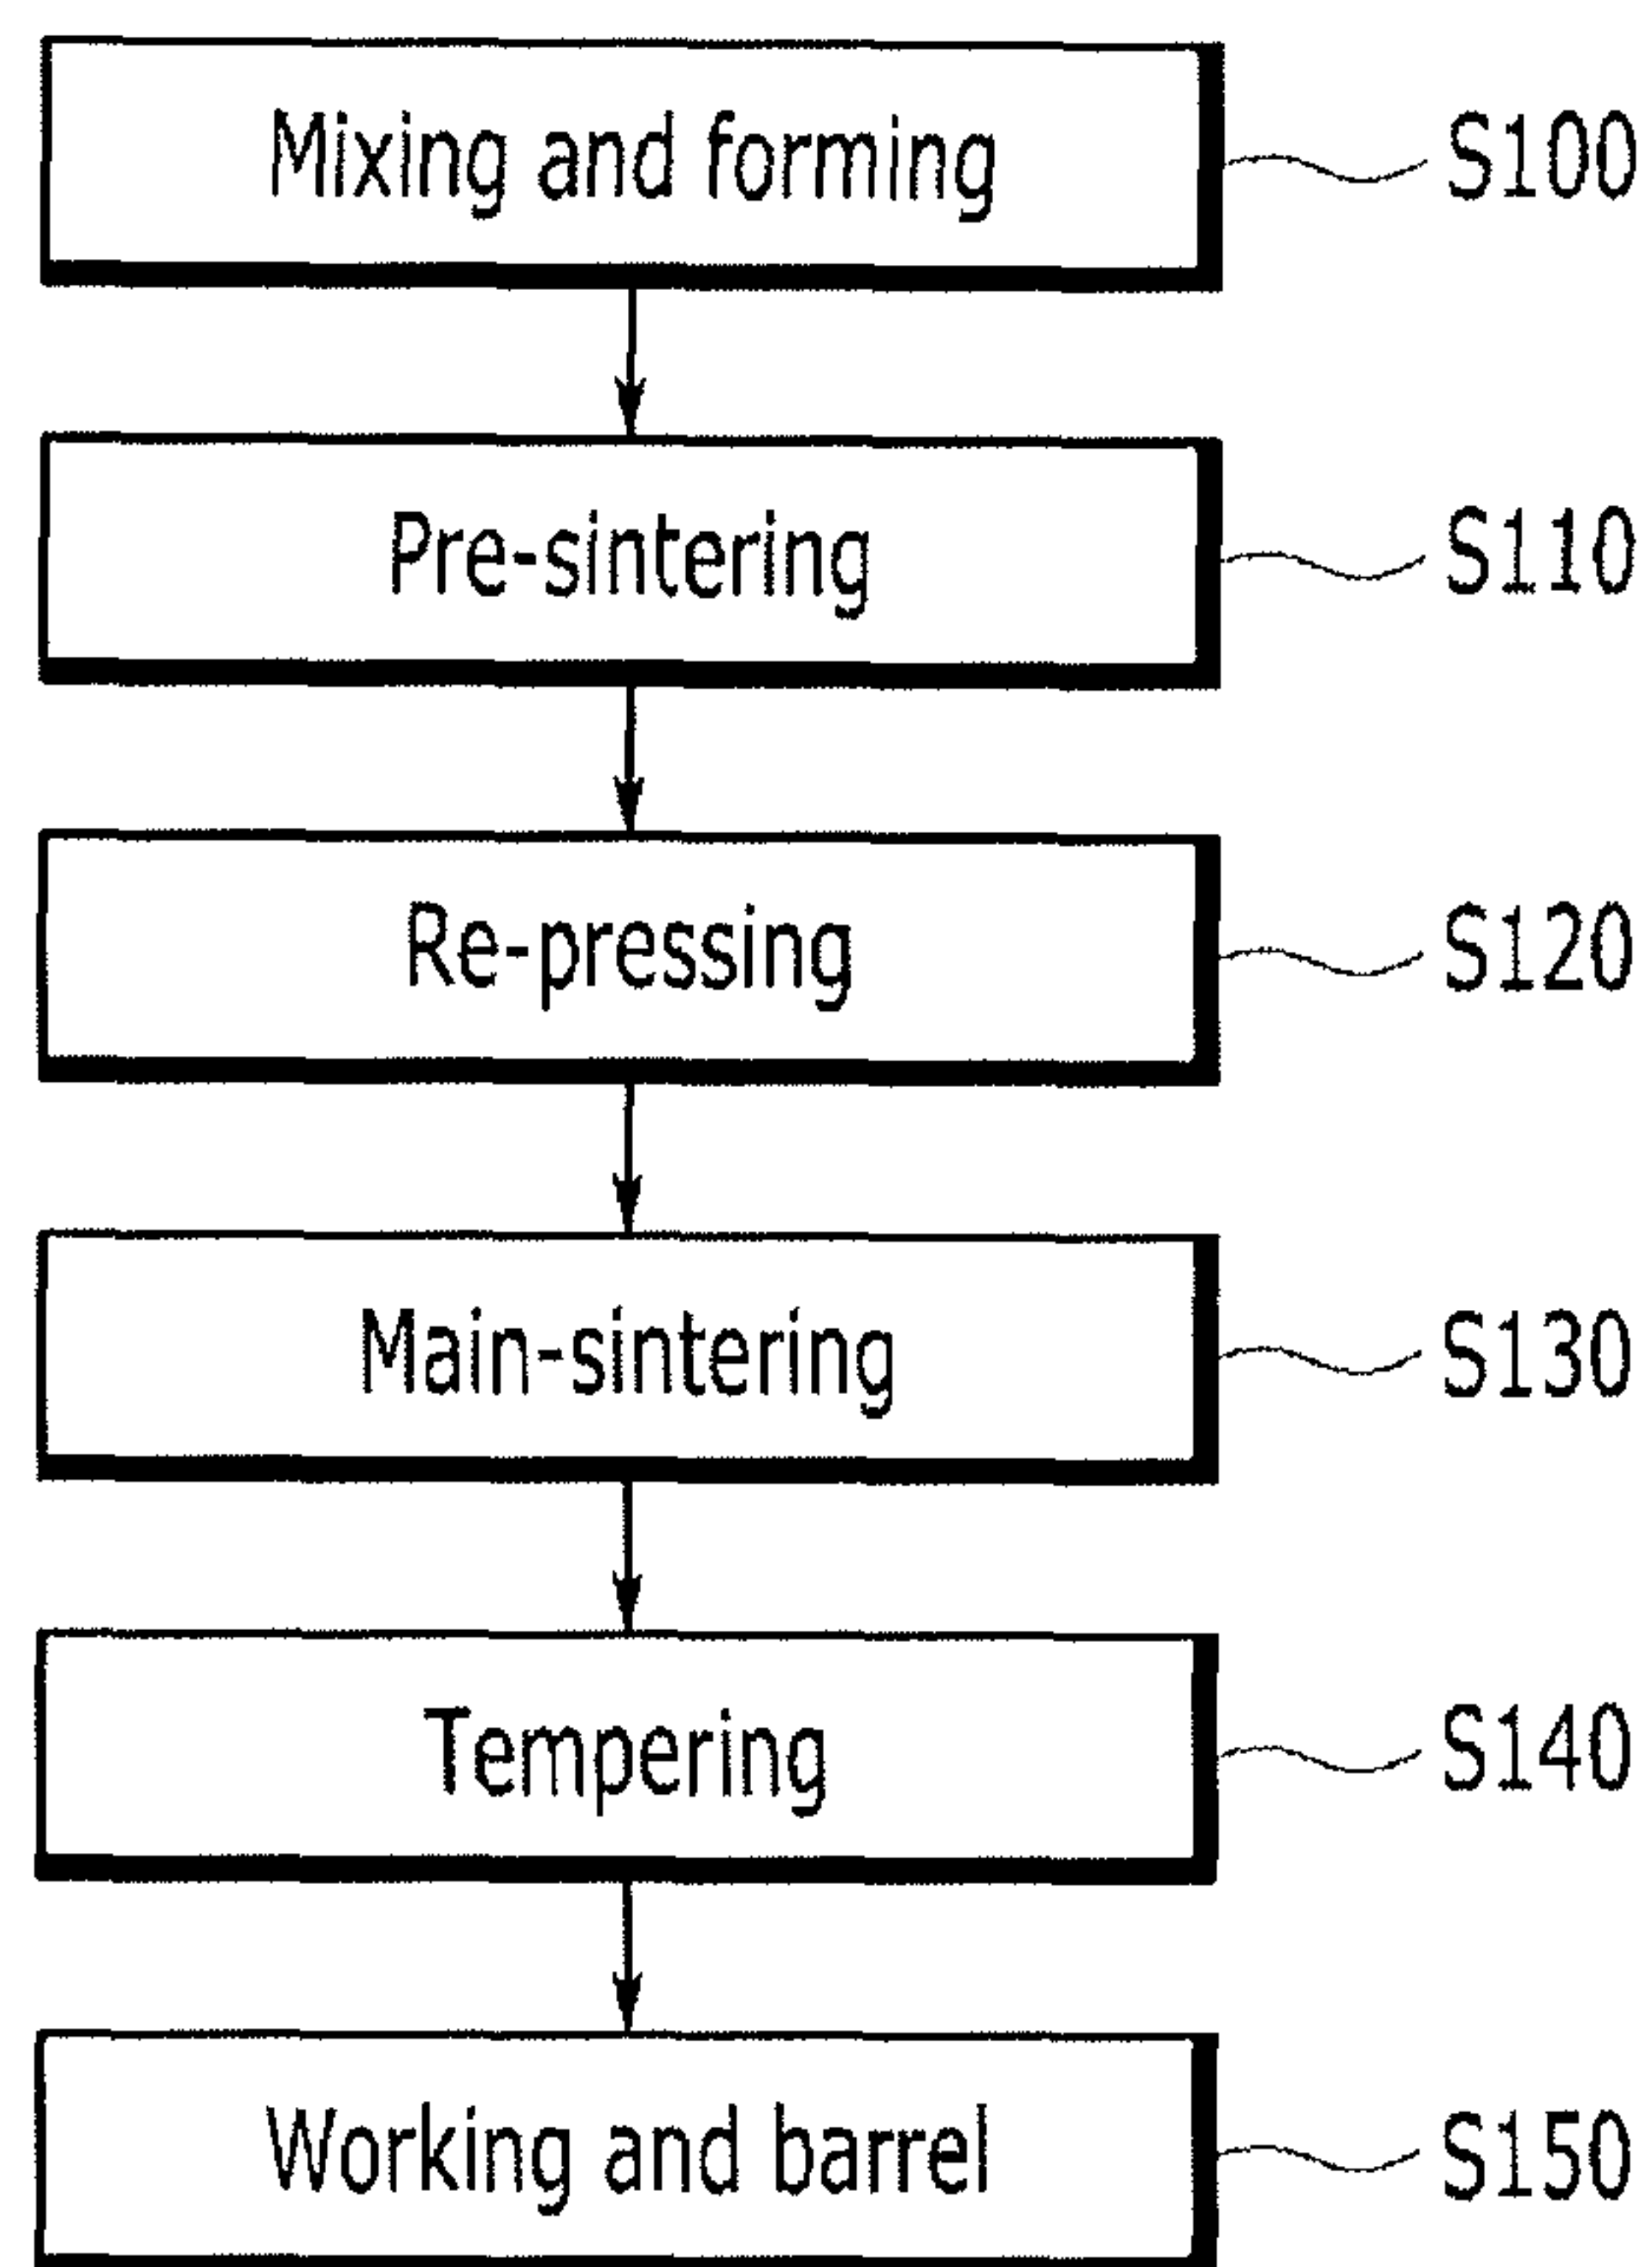 Mixing and forming S100
Pre-sintering S110
Re-pressing S120
Main-sintering S130
Tempering S140
Working and barrel S150